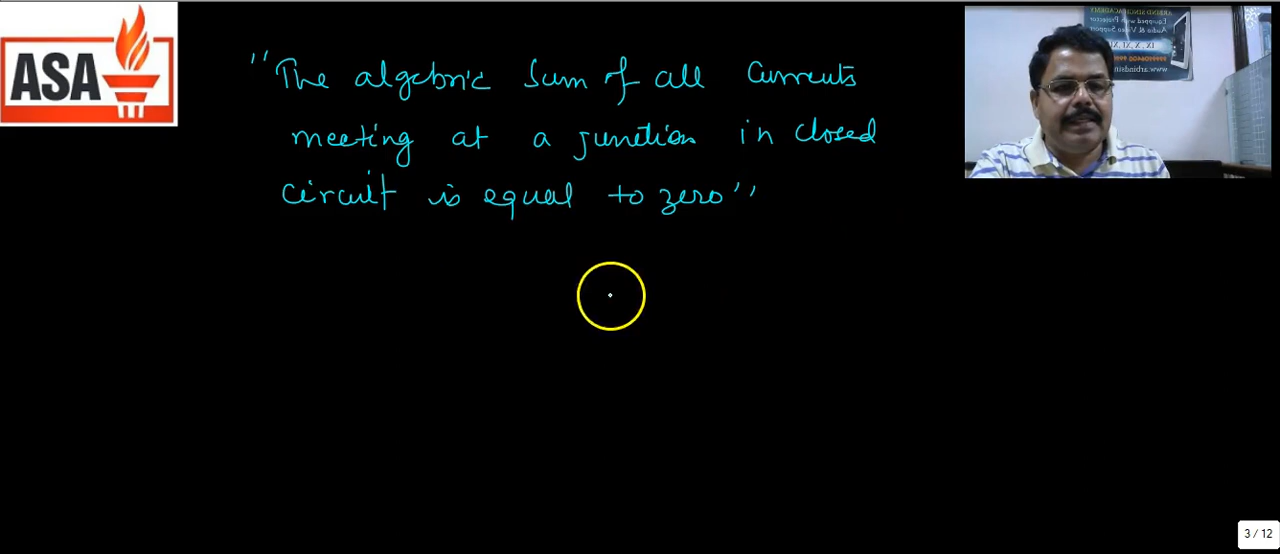 ASA
"The algebric Sum of all Currents
meeting at a junction in closed
circuit is equal to zero"
3 / 12